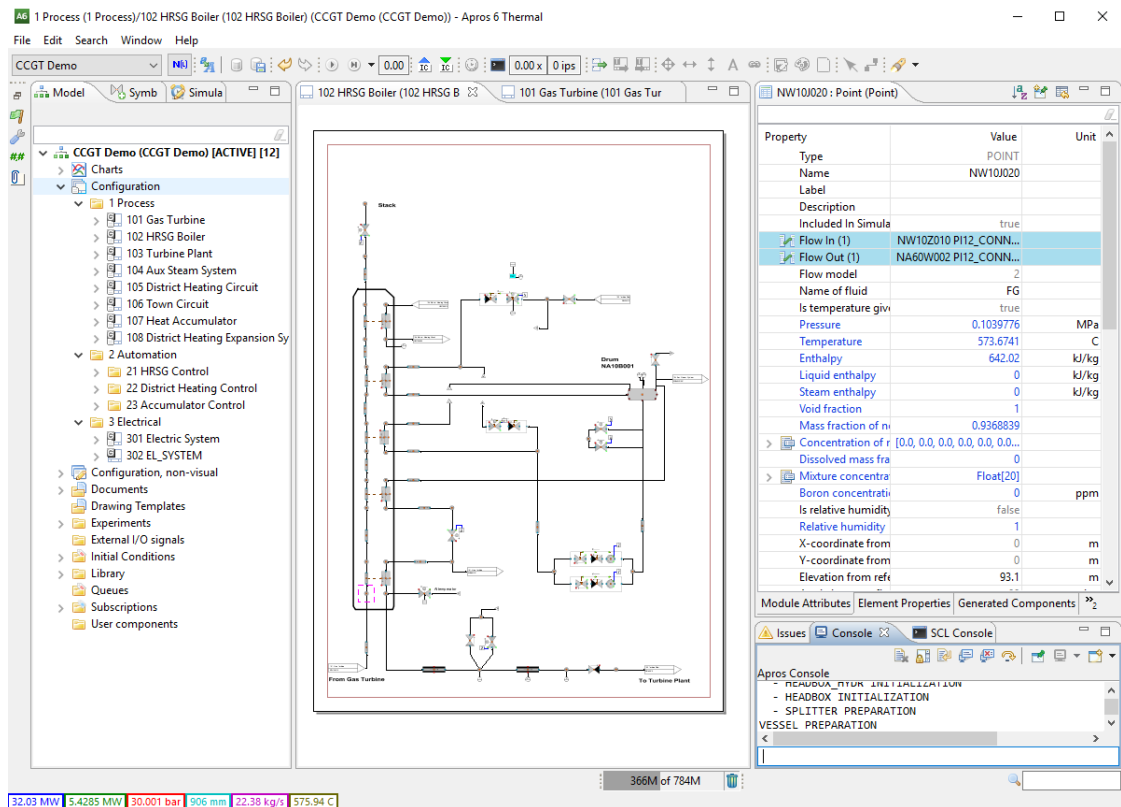 1 Process (1 Process)/102 HRSG Boiler (102 HRSG Boiler) (CCGT Demo (CCGT Demo)) - Apros 6 Thermal
File Edit Search Window Help
CCGT Demo
0.00
0.00 x
0 ips
Model
Symb
Simula
CCGT Demo (CCGT Demo) [ACTIVE] [12]
Charts
Configuration
1 Process
101 Gas Turbine
102 HRSG Boiler
103 Turbine Plant
104 Aux Steam System
105 District Heating Circuit
106 Town Circuit
107 Heat Accumulator
108 District Heating Expansion Sy
2 Automation
21 HRSG Control
22 District Heating Control
23 Accumulator Control
3 Electrical
301 Electric System
302 EL_SYSTEM
Configuration, non-visual
Documents
Drawing Templates
Experiments
External I/O signals
Initial Conditions
Library
Queues
Subscriptions
User components
102 HRSG Boiler (102 HRSG B
101 Gas Turbine (101 Gas Tur
Stack
Drum
NA10B001
From Gas Turbine
To Turbine Plant
366M of 784M
NW10J020 : Point (Point)
Property Value Unit
Type POINT
Name NW10J020
Label
Description
Included In Simula true
Flow In (1) NW10Z010 PI12_CONN...
Flow Out (1) NA60W002 PI12_CONN...
Flow model 2
Name of fluid FG
Is temperature give true
Pressure 0.1039776 MPa
Temperature 573.6741 C
Enthalpy 642.02 kJ/kg
Liquid enthalpy 0 kJ/kg
Steam enthalpy 0 kJ/kg
Void fraction 1
Mass fraction of n 0.9368839
Concentration of r [0.0, 0.0, 0.0, 0.0, 0.0, 0.0...
Dissolved mass fra 0
Mixture concentra Float[20]
Boron concentrati 0 ppm
Is relative humidity false
Relative humidity 1
X-coordinate from 0 m
Y-coordinate from 0 m
Elevation from refe 93.1 m
Module Attributes Element Properties Generated Components »2
Issues
Console
SCL Console
Apros Console
- HEADBOX_HYDR INITIALIZATION
- HEADBOX INITIALIZATION
- SPLITTER PREPARATION
VESSEL PREPARATION
32.03 MW 5.4285 MW 30.001 bar 906 mm 22.38 kg/s 575.94 C